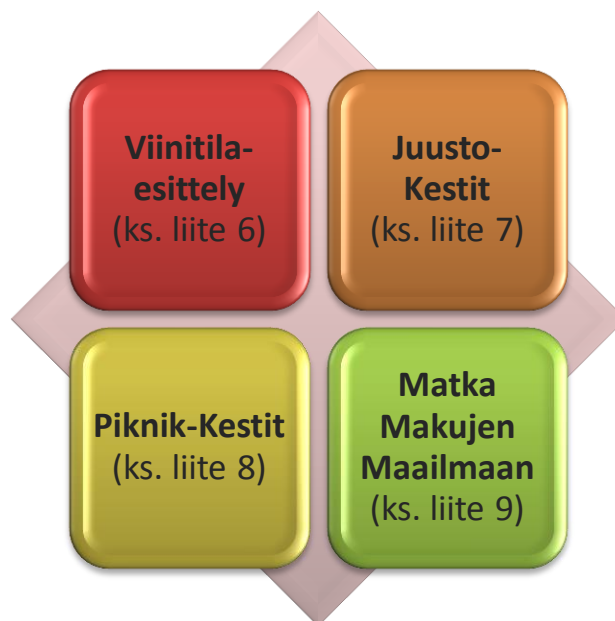 Viinitila-
esittely
(ks. liite 6)
Juusto-
Kestit
(ks. liite 7)
Piknik-Kestit
(ks. liite 8)
Matka
Makujen
Maailmaan
(ks. liite 9)